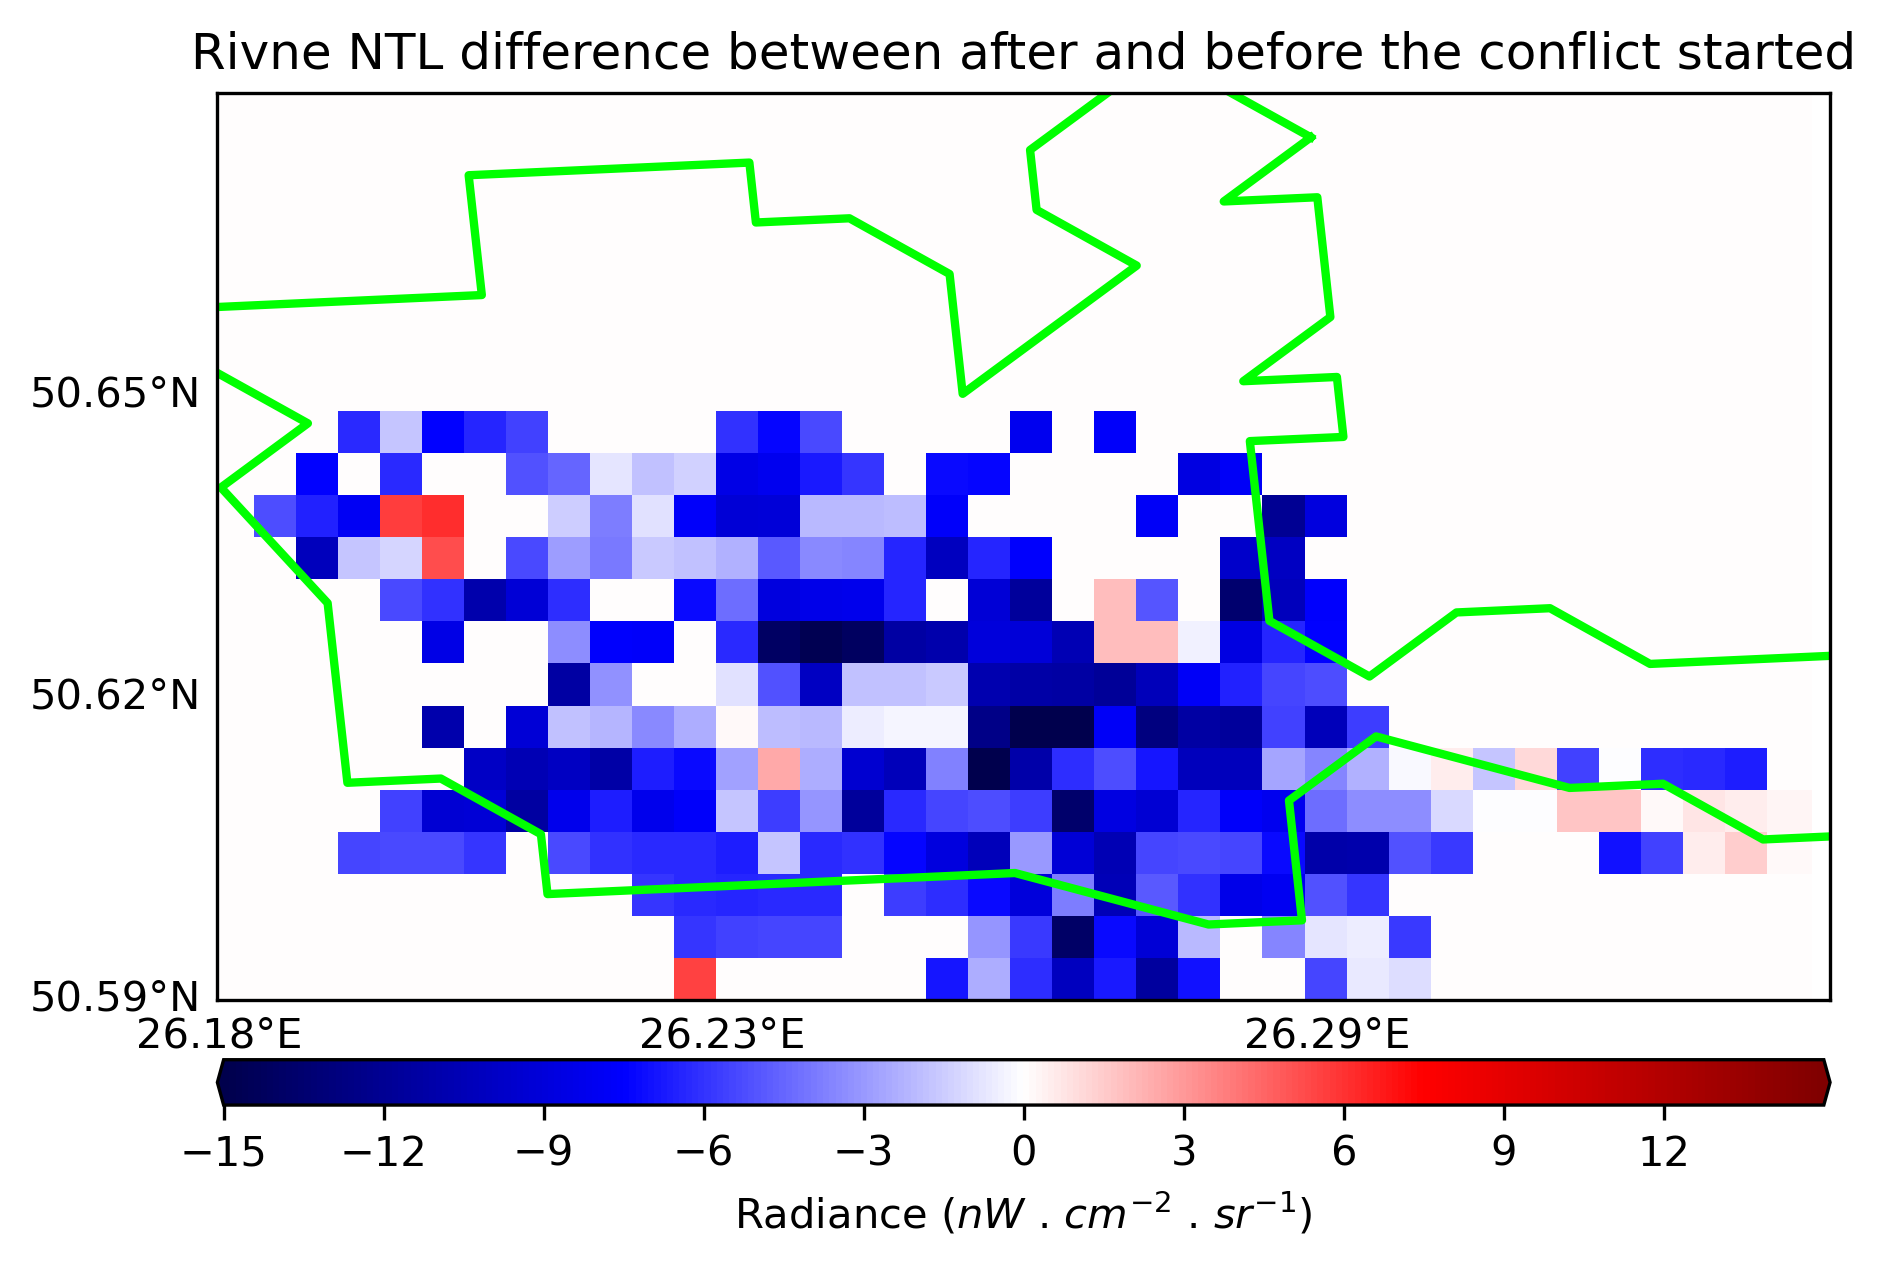 Rivne NTL difference between after and before the conflict started
50.65°N
50.62°N
50.59°N
26.18°E 26.23°E 26.29°E
−15 −12 −9 −6 −3 0 3 6 9 12
Radiance (nW . cm⁻² . sr⁻¹)